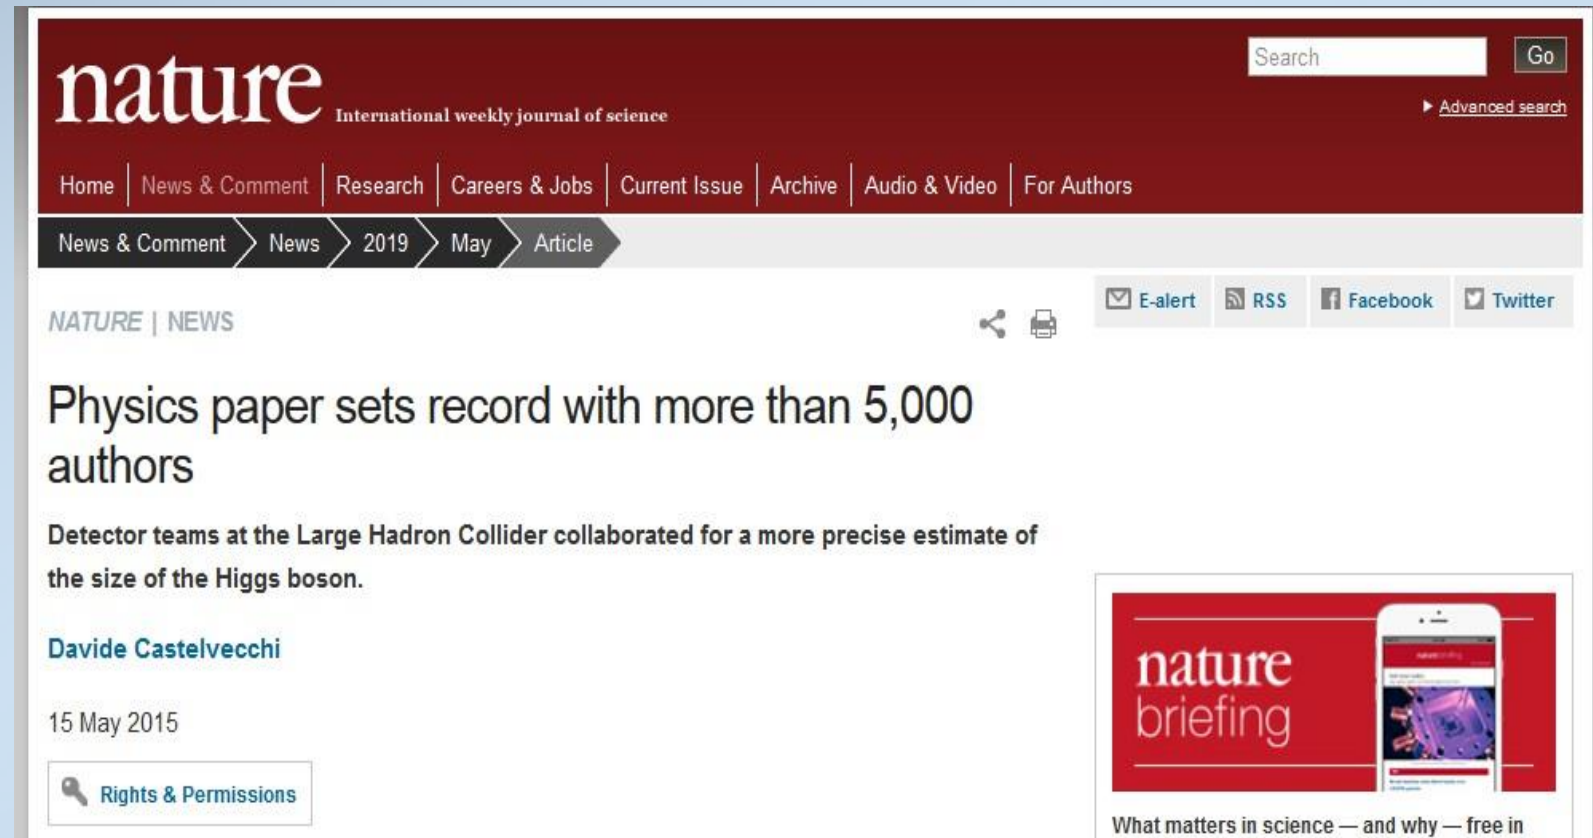 nature International weekly journal of science
Search Go
Advanced search
Home News & Comment Research Careers & Jobs Current Issue Archive Audio & Video For Authors
News & Comment News 2019 May Article
E-alert RSS Facebook Twitter
NATURE | NEWS
Physics paper sets record with more than 5,000
authors
Detector teams at the Large Hadron Collider collaborated for a more precise estimate of
the size of the Higgs boson.
Davide Castelvecchi
15 May 2015
Rights & Permissions
nature
briefing
What matters in science — and why — free in